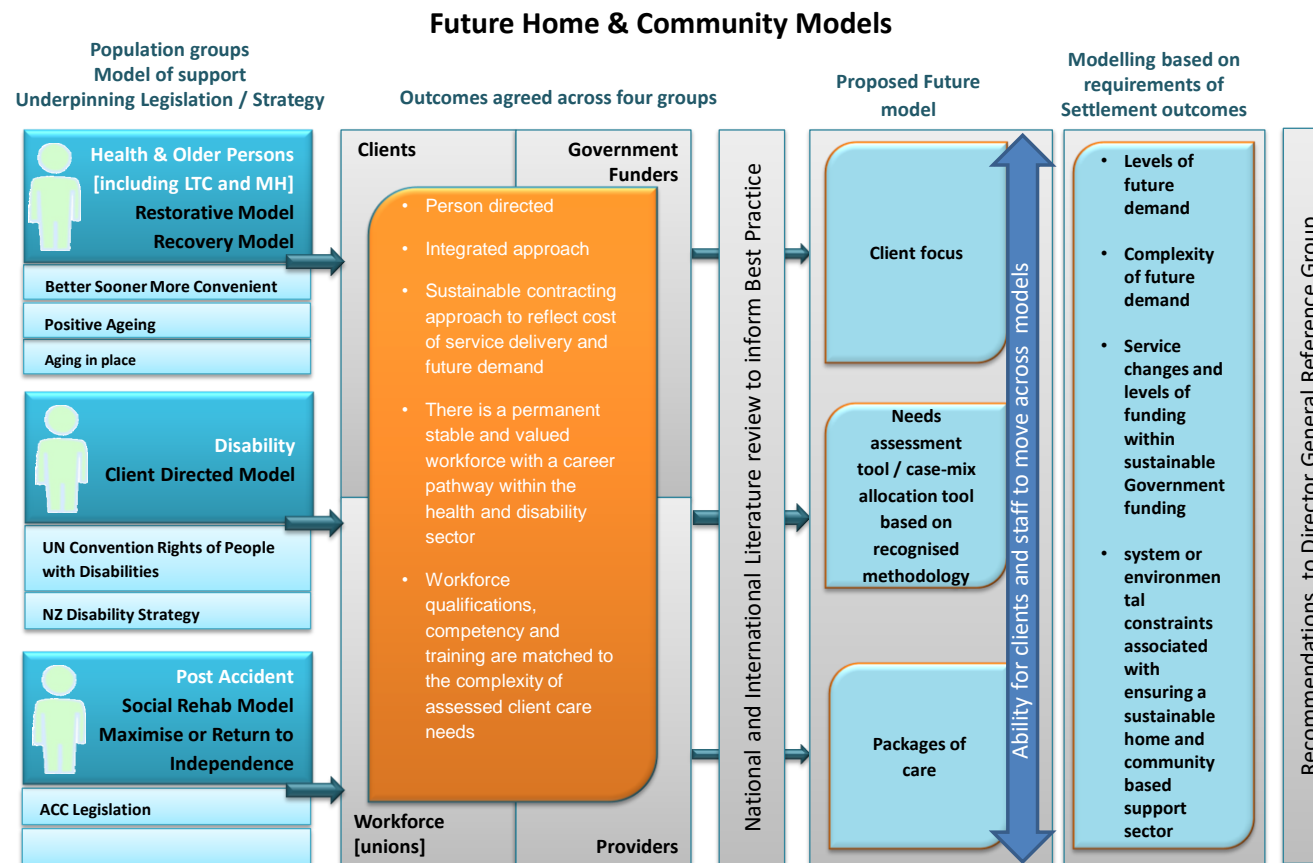 Future Home & Community Models
Population groups
Model of support
Underpinning Legislation / Strategy
Outcomes agreed across four groups
Proposed Future
model
Modelling based on
requirements of
Settlement outcomes
Health & Older Persons
[including LTC and MH]
Restorative Model
Recovery Model
Better Sooner More Convenient
Positive Ageing
Aging in place
Disability
Client Directed Model
UN Convention Rights of People
with Disabilities
NZ Disability Strategy
Post Accident
Social Rehab Model
Maximise or Return to
Independence
ACC Legislation
Clients
Government
Funders
• Person directed
• Integrated approach
• Sustainable contracting
approach to reflect cost
of service delivery and
future demand
• There is a permanent
stable and valued
workforce with a career
pathway within the
health and disability
sector
• Workforce
qualifications,
competency and
training are matched to
the complexity of
assessed client care
needs
Workforce
[unions]
Providers
National and International Literature review to inform Best Practice
Client focus
Needs
assessment
tool / case-mix
allocation tool
based on
recognised
methodology
Packages of
care
Ability for clients and staff to move across models
• Levels of
future
demand
• Complexity
of future
demand
• Service
changes and
levels of
funding
within
sustainable
Government
funding
• system or
environmen
tal
constraints
associated
with
ensuring a
sustainable
home and
community
based
support
sector
Recommendations to Director General Reference Group